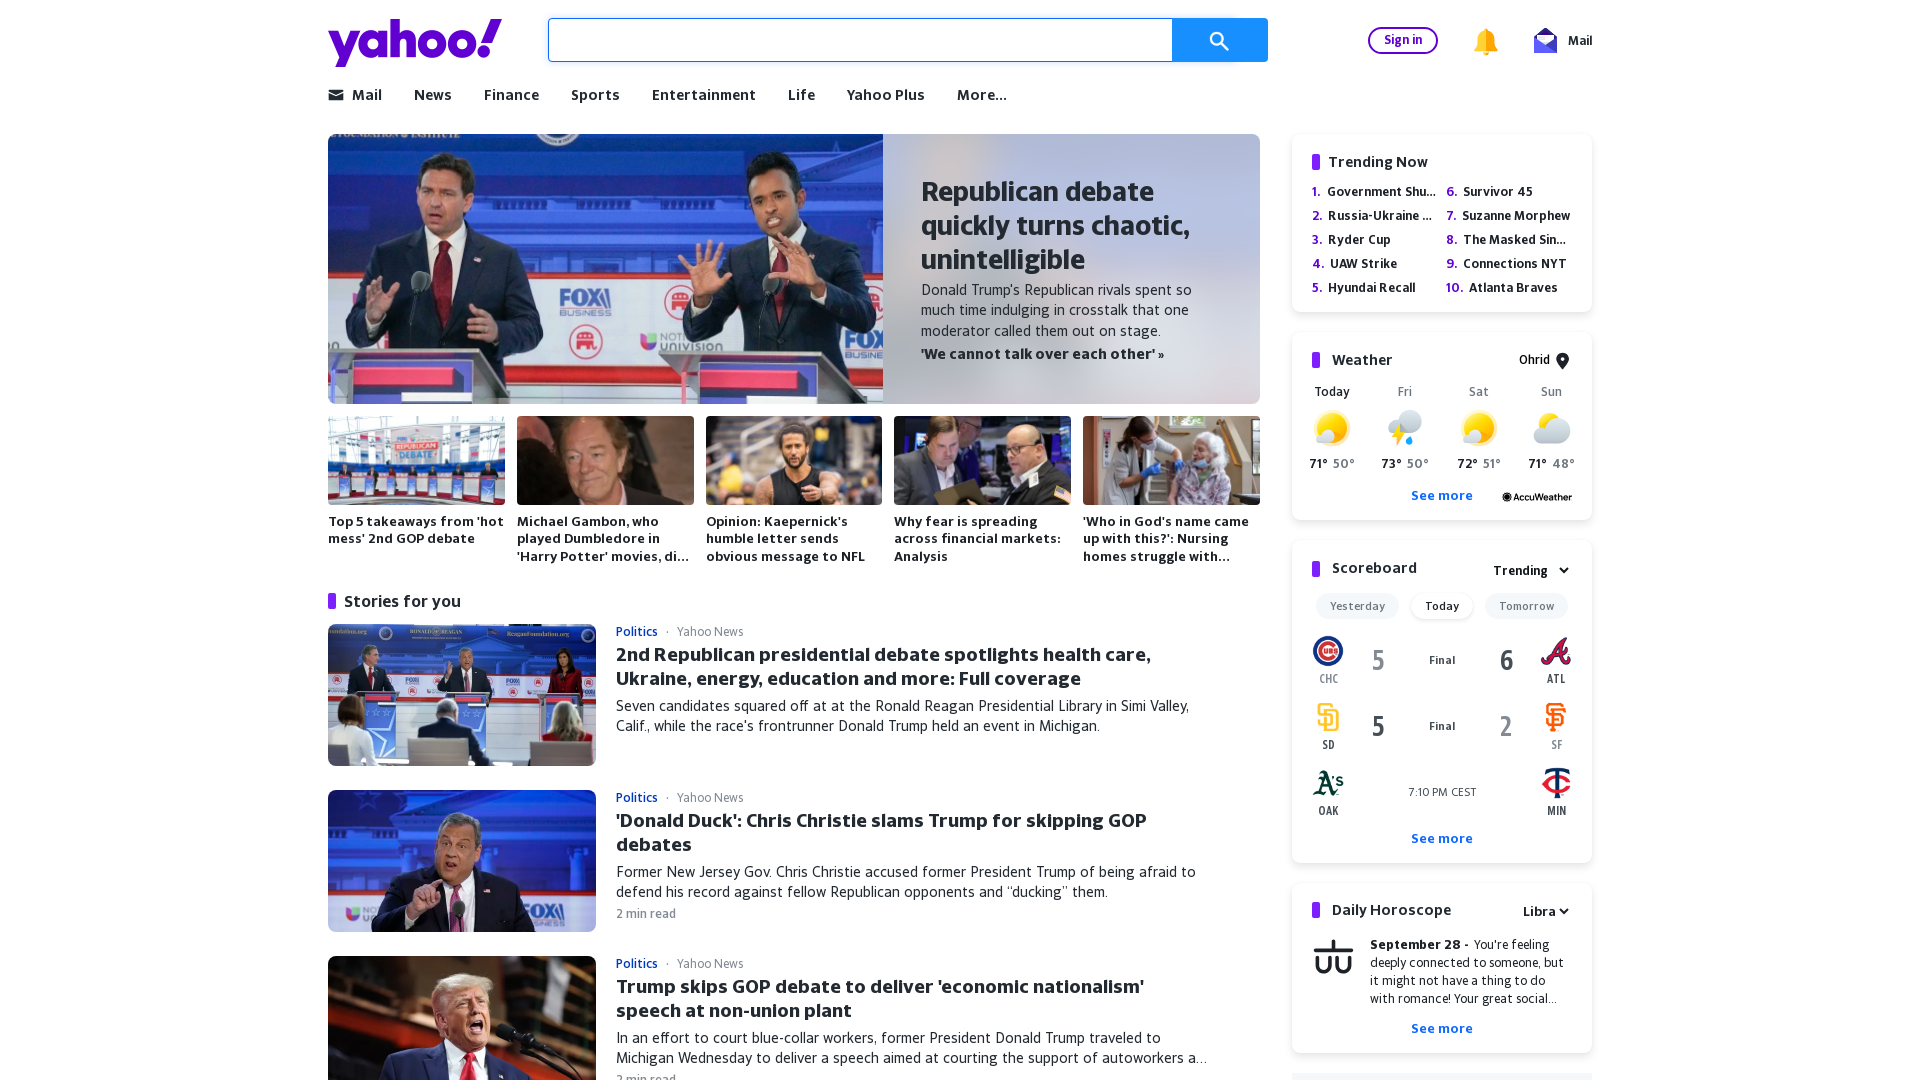 yahoo!
Sign in
Mail
Mail
News
Finance
Sports
Entertainment
Life
Yahoo Plus
More...
FOUNDATION & INSTITUTE
FOX
BUSINESS
UNIVISION
FOX
Republican debate
quickly turns chaotic,
unintelligible
Donald Trump's Republican rivals spent so
much time indulging in crosstalk that one
moderator called them out on stage.
'We cannot talk over each other' »
REPUBLICAN
DEBATE
Top 5 takeaways from 'hot
mess' 2nd GOP debate
Michael Gambon, who
played Dumbledore in
'Harry Potter' movies, di...
Opinion: Kaepernick's
humble letter sends
obvious message to NFL
Why fear is spreading
across financial markets:
Analysis
'Who in God's name came
up with this?': Nursing
homes struggle with...
Stories for you
Politics · Yahoo News
2nd Republican presidential debate spotlights health care,
Ukraine, energy, education and more: Full coverage
Seven candidates squared off at at the Ronald Reagan Presidential Library in Simi Valley,
Calif., while the race's frontrunner Donald Trump held an event in Michigan.
Politics · Yahoo News
'Donald Duck': Chris Christie slams Trump for skipping GOP
debates
Former New Jersey Gov. Chris Christie accused former President Trump of being afraid to
defend his record against fellow Republican opponents and “ducking” them.
2 min read
FOX
Politics · Yahoo News
Trump skips GOP debate to deliver 'economic nationalism'
speech at non-union plant
In an effort to court blue-collar workers, former President Donald Trump traveled to
Michigan Wednesday to deliver a speech aimed at courting the support of autoworkers a...
2 min read
Trending Now
1. Government Shu...
2. Russia-Ukraine ...
3. Ryder Cup
4. UAW Strike
5. Hyundai Recall
6. Survivor 45
7. Suzanne Morphew
8. The Masked Sin...
9. Connections NYT
10. Atlanta Braves
Weather
Ohrid
Today Fri Sat Sun
71° 50° 73° 50° 72° 51° 71° 48°
See more
AccuWeather
Scoreboard
Trending
Yesterday Today Tomorrow
5 Final 6
CHC ATL
5 Final 2
SD SF
7:10 PM CEST
OAK MIN
See more
Daily Horoscope
Libra
September 28 - You're feeling
deeply connected to someone, but
it might not have a thing to do
with romance! Your great social...
See more